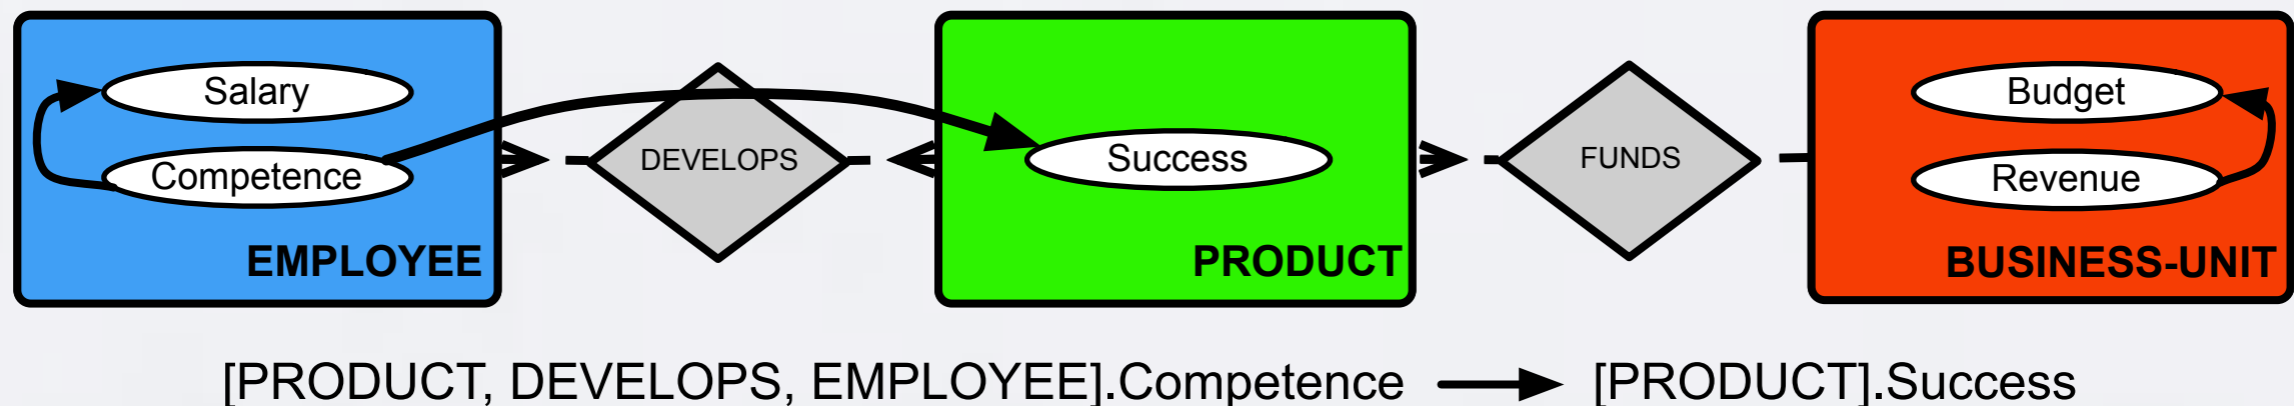 Salary
Competence
EMPLOYEE
DEVELOPS
Success
PRODUCT
FUNDS
Budget
Revenue
BUSINESS-UNIT
[PRODUCT, DEVELOPS, EMPLOYEE].Competence → [PRODUCT].Success